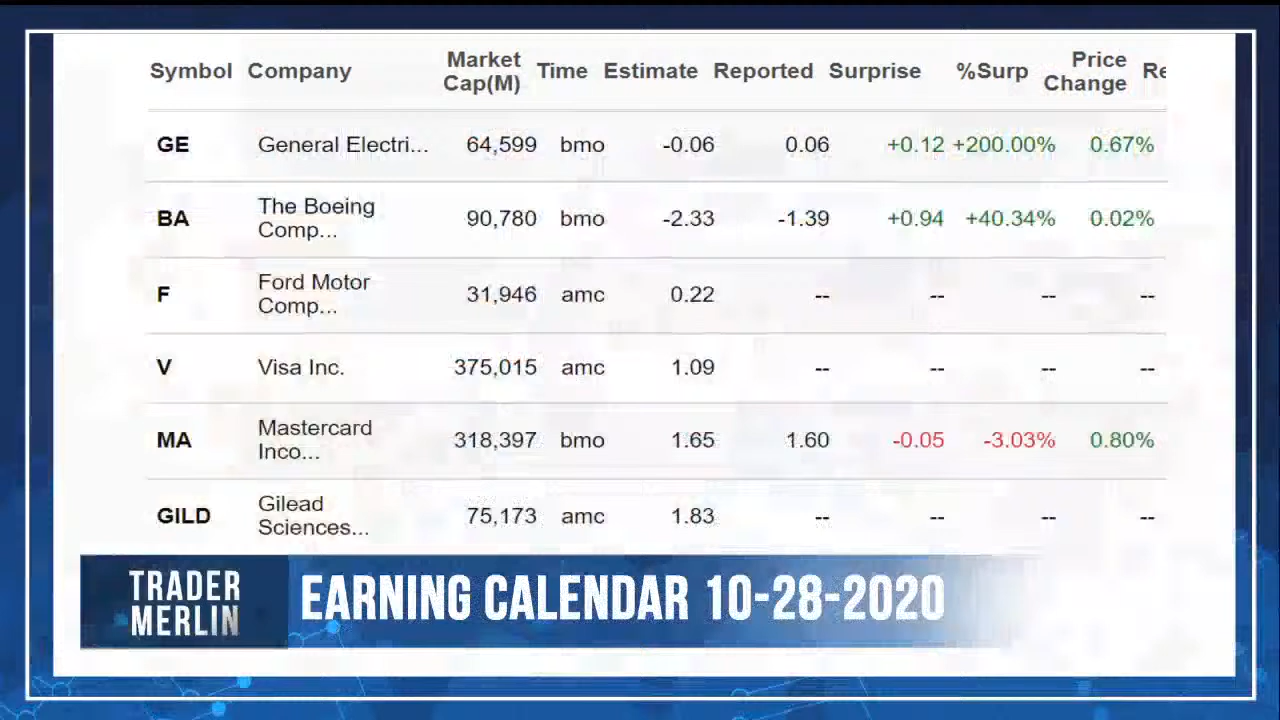 Symbol Company Market Cap(M) Time Estimate Reported Surprise %Surp Price Change Re
GE General Electri... 64,599 bmo -0.06 0.06 +0.12 +200.00% 0.67%
BA The Boeing Comp... 90,780 bmo -2.33 -1.39 +0.94 +40.34% 0.02%
F Ford Motor Comp... 31,946 amc 0.22 -- -- -- --
V Visa Inc. 375,015 amc 1.09 -- -- -- --
MA Mastercard Inco... 318,397 bmo 1.65 1.60 -0.05 -3.03% 0.80%
GILD Gilead Sciences... 75,173 amc 1.83 -- -- -- --
TRADER MERLIN
EARNING CALENDAR 10-28-2020